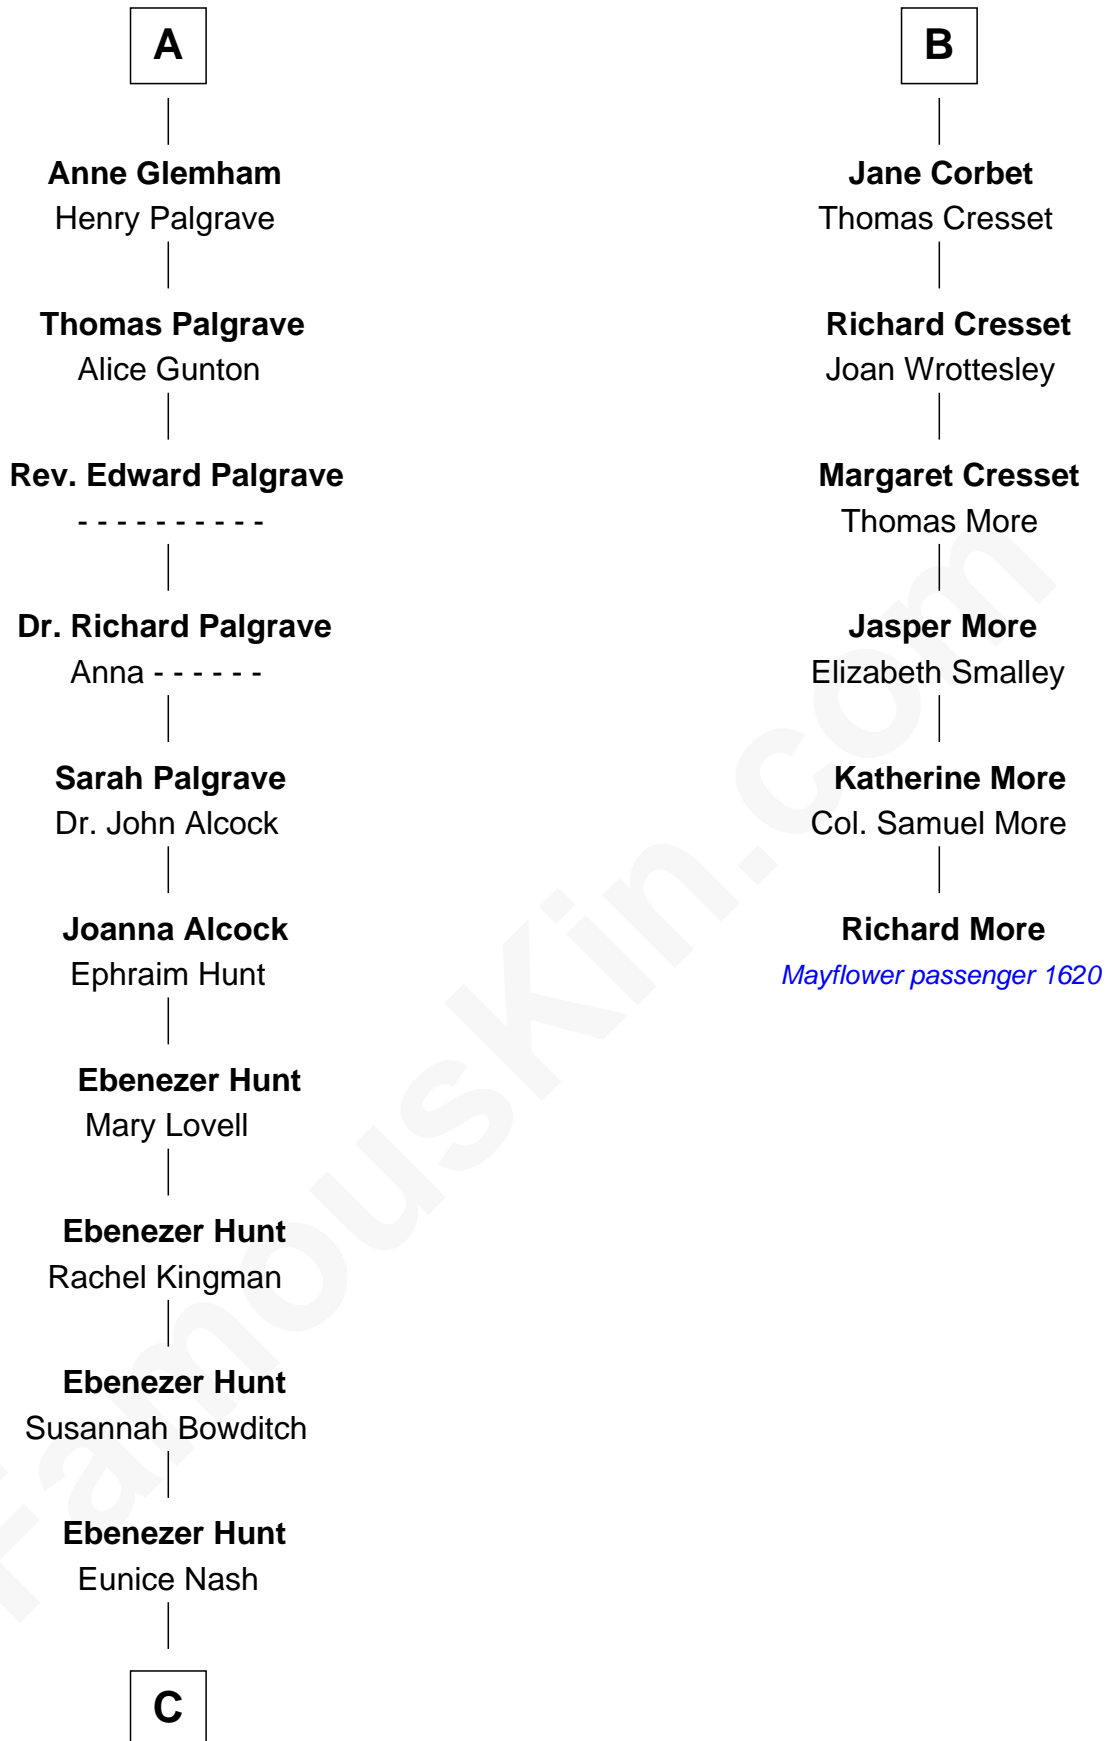 A
Anne Glemham
Henry Palgrave
Thomas Palgrave
Alice Gunton
Rev. Edward Palgrave
- - - - - - - - - -
Dr. Richard Palgrave
Anna - - - - - -
Sarah Palgrave
Dr. John Alcock
Joanna Alcock
Ephraim Hunt
Ebenezer Hunt
Mary Lovell
Ebenezer Hunt
Rachel Kingman
Ebenezer Hunt
Susannah Bowditch
Ebenezer Hunt
Eunice Nash
C
B
Jane Corbet
Thomas Cresset
Richard Cresset
Joan Wrottesley
Margaret Cresset
Thomas More
Jasper More
Elizabeth Smalley
Katherine More
Col. Samuel More
Richard More
Mayflower passenger 1620
FamousKin.com